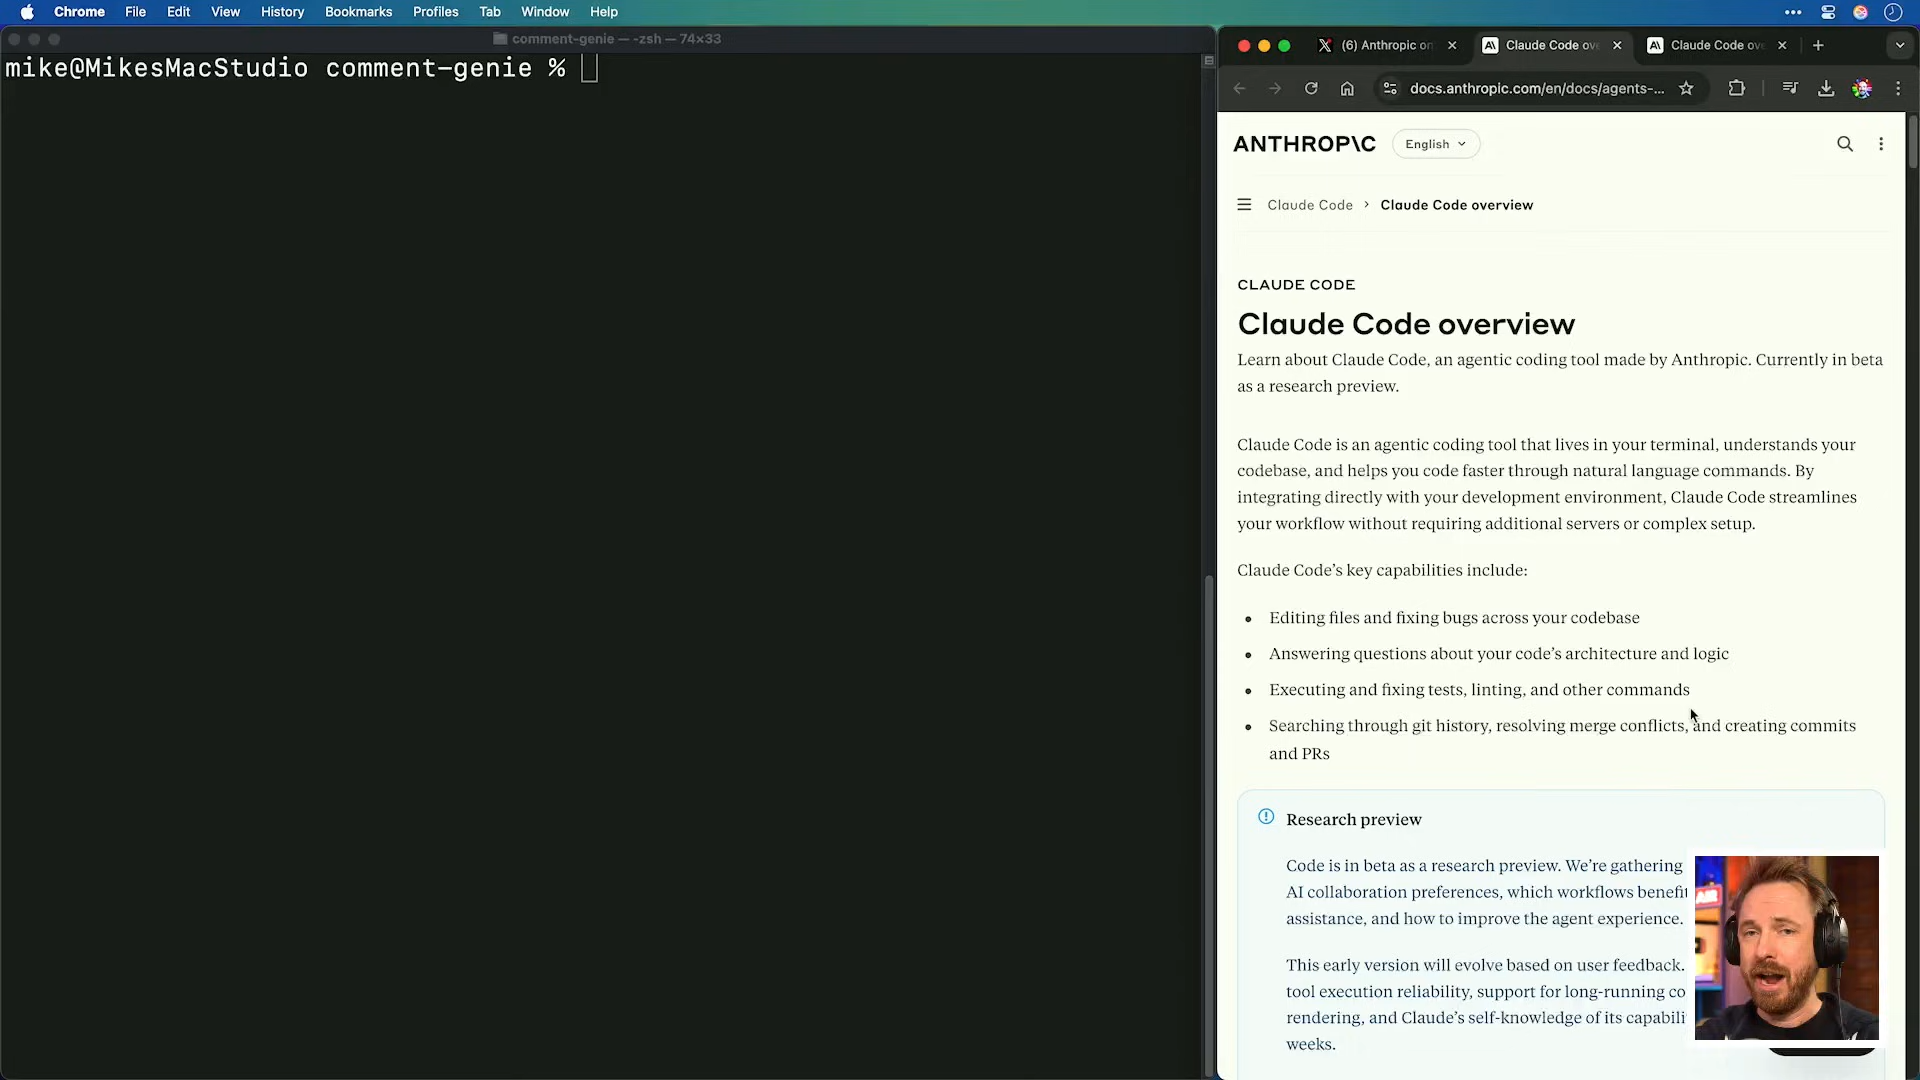 Chrome File Edit View History Bookmarks Profiles Tab Window Help
comment-genie — -zsh — 74×33
mike@MikesMacStudio comment-genie %
(6) Anthropic on
Claude Code ove
Claude Code ove
docs.anthropic.com/en/docs/agents-...
ANTHROP\C
English
Claude Code > Claude Code overview
CLAUDE CODE
Claude Code overview
Learn about Claude Code, an agentic coding tool made by Anthropic. Currently in beta
as a research preview.
Claude Code is an agentic coding tool that lives in your terminal, understands your
codebase, and helps you code faster through natural language commands. By
integrating directly with your development environment, Claude Code streamlines
your workflow without requiring additional servers or complex setup.
Claude Code’s key capabilities include:
• Editing files and fixing bugs across your codebase
• Answering questions about your code’s architecture and logic
• Executing and fixing tests, linting, and other commands
• Searching through git history, resolving merge conflicts, and creating commits
and PRs
Research preview
Code is in beta as a research preview. We’re gathering
AI collaboration preferences, which workflows benefit
assistance, and how to improve the agent experience.
This early version will evolve based on user feedback.
tool execution reliability, support for long-running co
rendering, and Claude’s self-knowledge of its capabili
weeks.